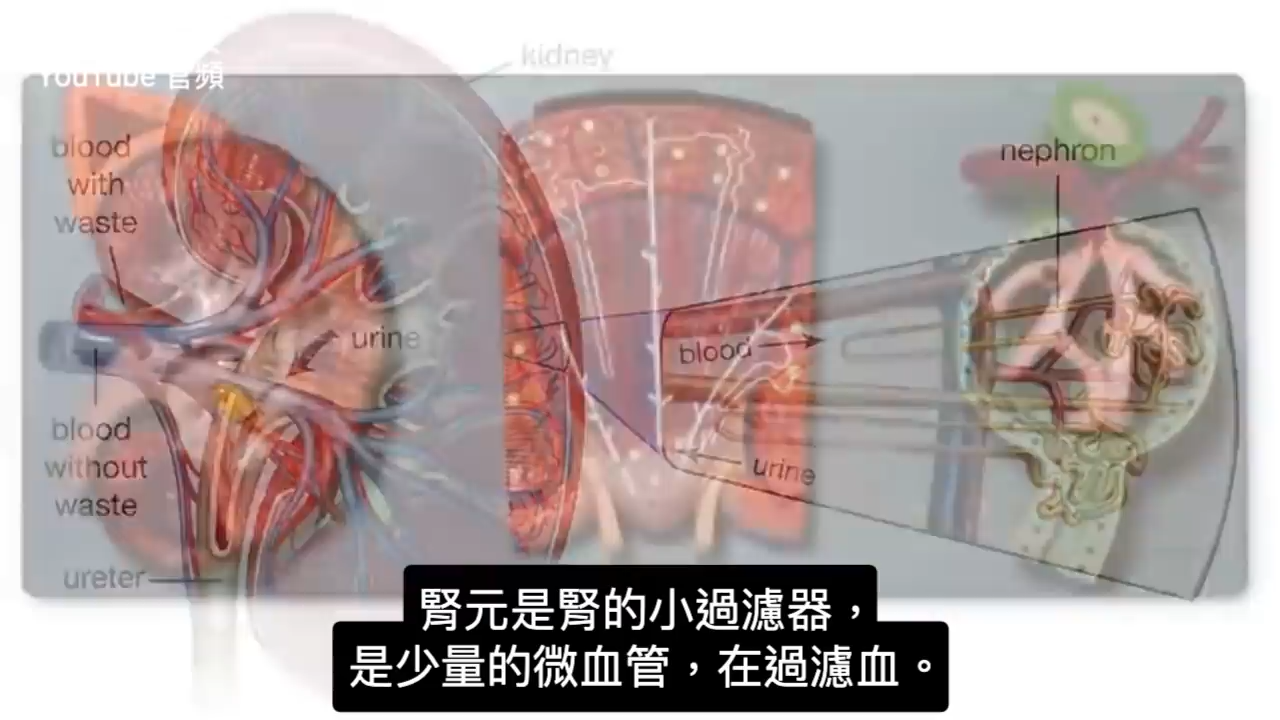 YouTube 官頻
kidney
blood
with
waste
nephron
urine
blood
blood
without
waste
urine
ureter
腎元是腎的小過濾器，
是少量的微血管，在過濾血。